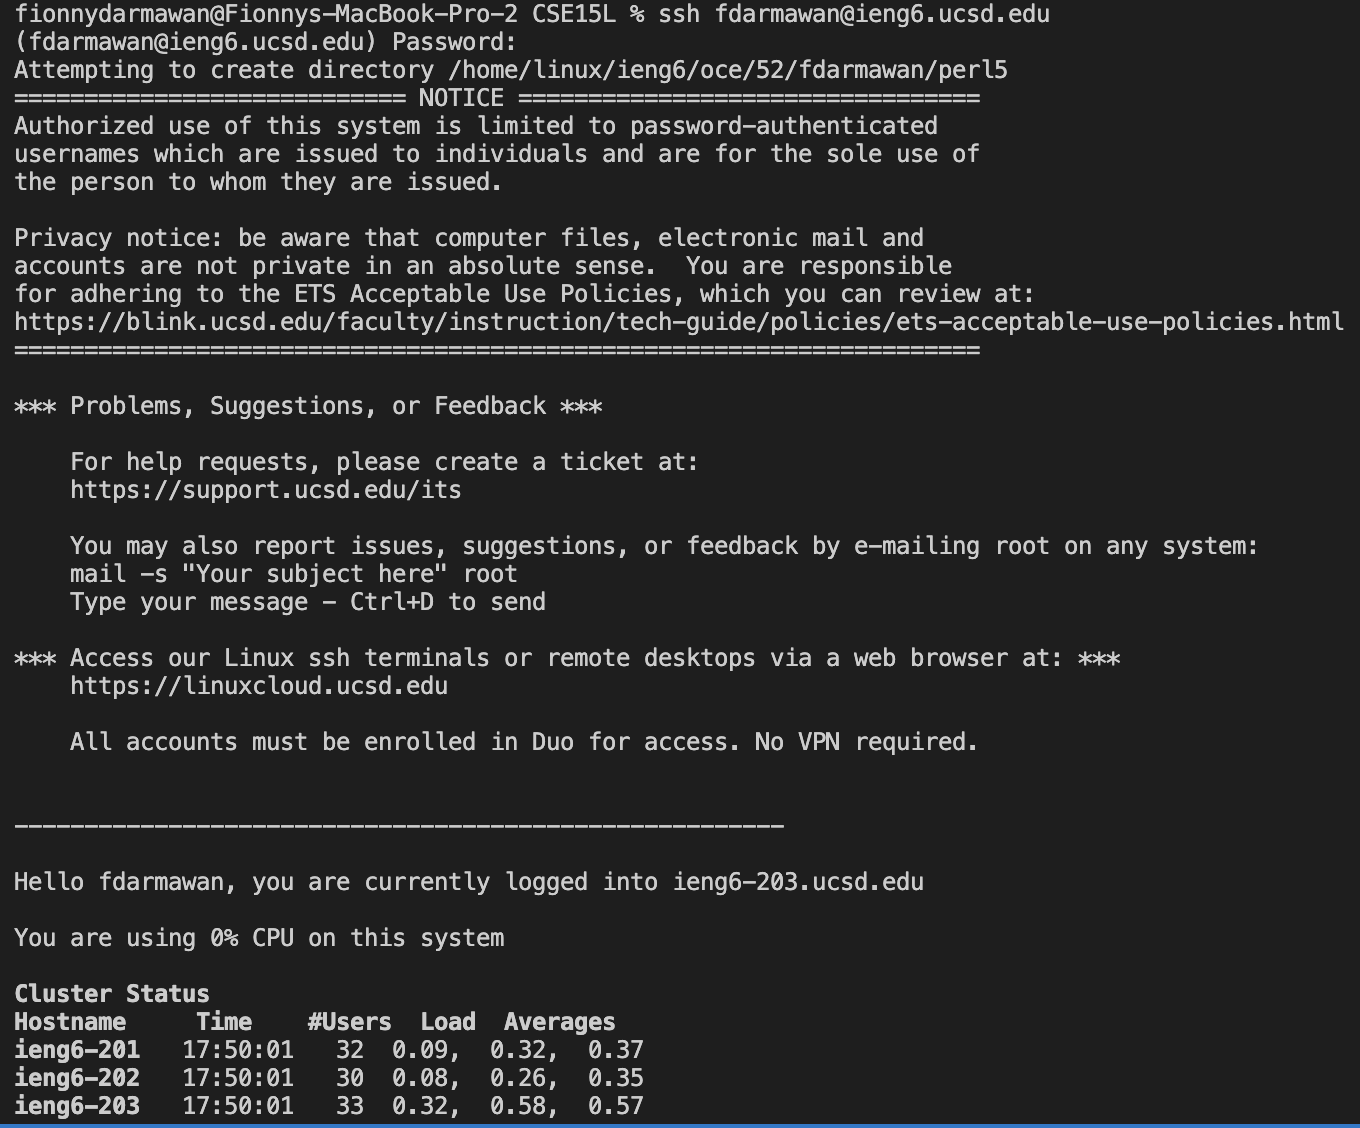 fionnydarmawan@Fionnys-MacBook-Pro-2 CSE15L % ssh fdarmawan@ieng6.ucsd.edu
(fdarmawan@ieng6.ucsd.edu) Password:
Attempting to create directory /home/linux/ieng6/oce/52/fdarmawan/perl5
============================ NOTICE =================================
Authorized use of this system is limited to password-authenticated
usernames which are issued to individuals and are for the sole use of
the person to whom they are issued.

Privacy notice: be aware that computer files, electronic mail and
accounts are not private in an absolute sense.  You are responsible
for adhering to the ETS Acceptable Use Policies, which you can review at:
https://blink.ucsd.edu/faculty/instruction/tech-guide/policies/ets-acceptable-use-policies.html
=====================================================================

*** Problems, Suggestions, or Feedback ***

    For help requests, please create a ticket at:
    https://support.ucsd.edu/its

    You may also report issues, suggestions, or feedback by e-mailing root on any system:
    mail -s "Your subject here" root
    Type your message - Ctrl+D to send

*** Access our Linux ssh terminals or remote desktops via a web browser at: ***
    https://linuxcloud.ucsd.edu

    All accounts must be enrolled in Duo for access. No VPN required.


-------------------------------------------------------

Hello fdarmawan, you are currently logged into ieng6-203.ucsd.edu

You are using 0% CPU on this system

Cluster Status
Hostname     Time    #Users  Load  Averages
ieng6-201   17:50:01   32  0.09,  0.32,  0.37
ieng6-202   17:50:01   30  0.08,  0.26,  0.35
ieng6-203   17:50:01   33  0.32,  0.58,  0.57